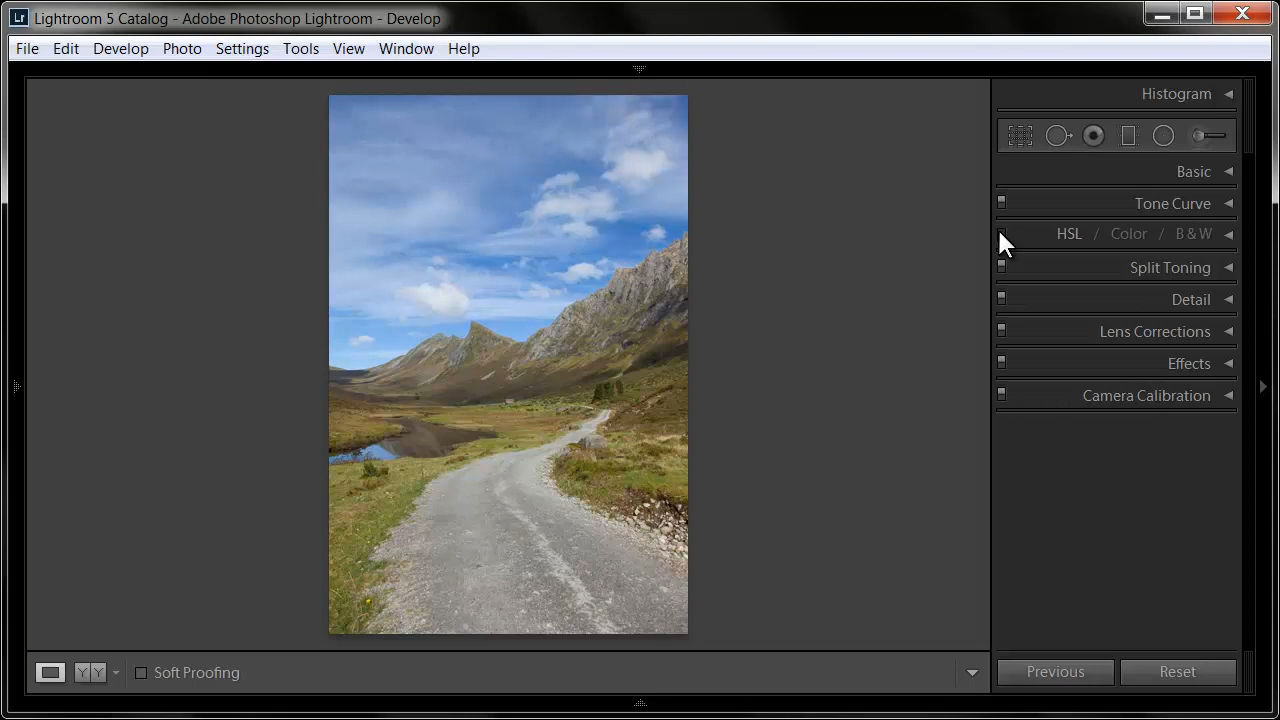 Lr Lightroom 5 Catalog - Adobe Photoshop Lightroom - Develop
File Edit Develop Photo Settings Tools View Window Help
Histogram
Basic
Tone Curve
HSL / Color / B & W
Split Toning
Detail
Lens Corrections
Effects
Camera Calibration
YY Soft Proofing
Previous Reset